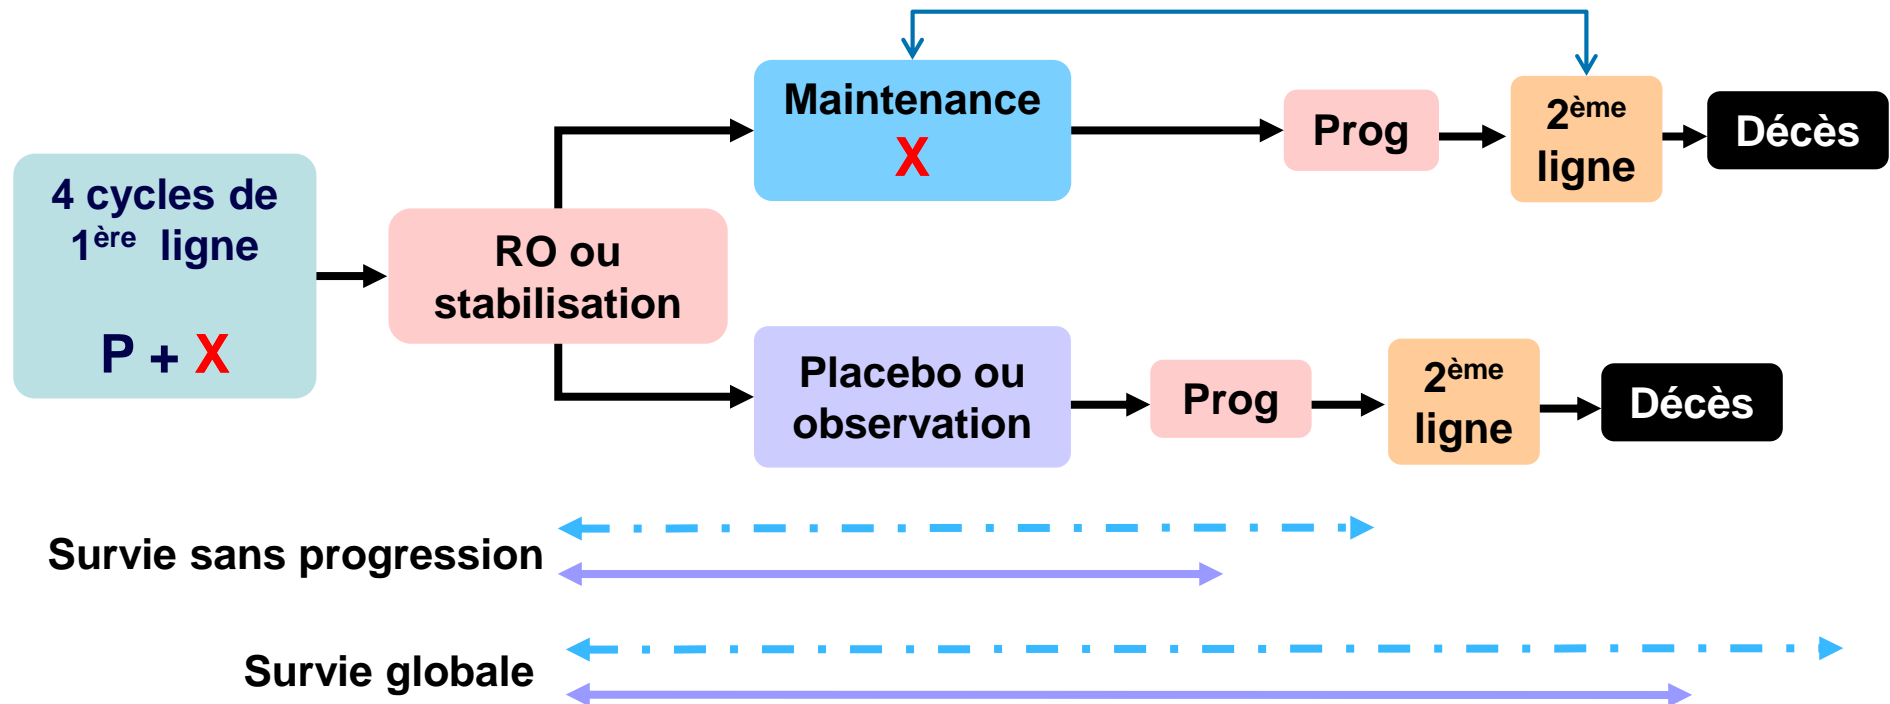 4 cycles de
1ère ligne
P + X
RO ou
stabilisation
Maintenance
X
Prog
2ème
ligne
Décès
Placebo ou
observation
Prog
2ème
ligne
Décès
Survie sans progression
Survie globale